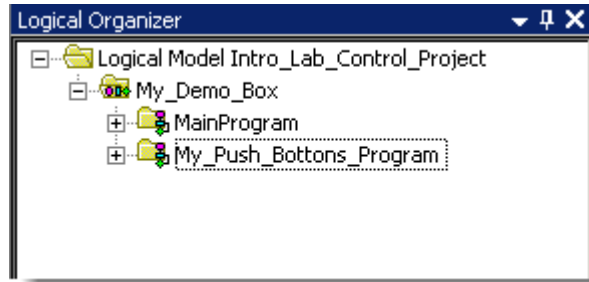 Logical Organizer
Logical Model Intro_Lab_Control_Project
My_Demo_Box
MainProgram
My_Push_Bottons_Program